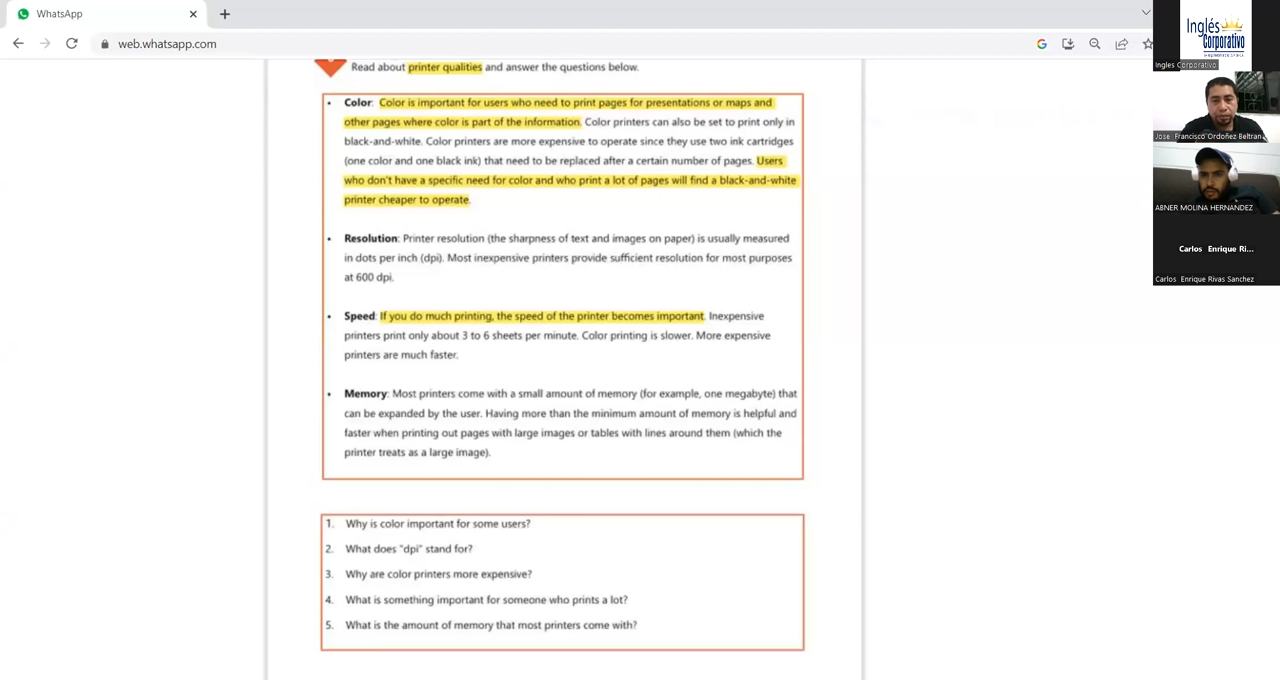 WhatsApp
web.whatsapp.com
Read about printer qualities and answer the questions below.
• Color: Color is important for users who need to print pages for presentations or maps and
other pages where color is part of the information. Color printers can also be set to print only in
black-and-white. Color printers are more expensive to operate since they use two ink cartridges
(one color and one black ink) that need to be replaced after a certain number of pages. Users
who don't have a specific need for color and who print a lot of pages will find a black-and-white
printer cheaper to operate.
• Resolution: Printer resolution (the sharpness of text and images on paper) is usually measured
in dots per inch (dpi). Most inexpensive printers provide sufficient resolution for most purposes
at 600 dpi.
• Speed: If you do much printing, the speed of the printer becomes important. Inexpensive
printers print only about 3 to 6 sheets per minute. Color printing is slower. More expensive
printers are much faster.
• Memory: Most printers come with a small amount of memory (for example, one megabyte) that
can be expanded by the user. Having more than the minimum amount of memory is helpful and
faster when printing out pages with large images or tables with lines around them (which the
printer treats as a large image).
1. Why is color important for some users?
2. What does "dpi" stand for?
3. Why are color printers more expensive?
4. What is something important for someone who prints a lot?
5. What is the amount of memory that most printers come with?
Inglés
Corporativo
Ingles Corporativo
Jose Francisco Ordoñez Beltran
ABNER MOLINA HERNANDEZ
Carlos Enrique Ri...
Carlos Enrique Rivas Sanchez